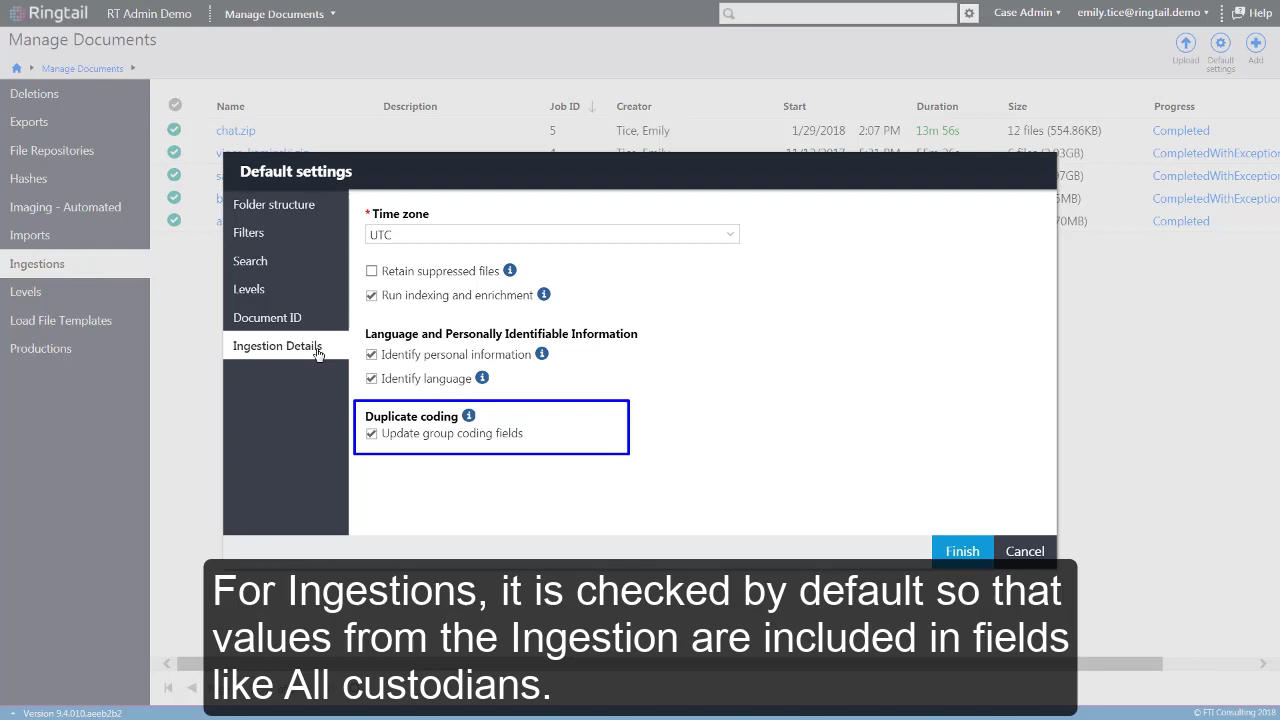 Ringtail RT Admin Demo Manage Documents Case Admin emily.tice@ringtail.demo Help
Manage Documents
Upload Default settings Add
Manage Documents
Deletions
Exports
File Repositories
Hashes
Imaging - Automated
Imports
Ingestions
Levels
Load File Templates
Productions
Name Description Job ID Creator Start Duration Size Progress
chat.zip 5 Tice, Emily 1/29/2018 2:07 PM 13m 56s 12 files (554.86KB) Completed
CompletedWithException
CompletedWithException
CompletedWithException
Completed
Default settings
Folder structure
Filters
Search
Levels
Document ID
Ingestion Details
* Time zone
UTC
Retain suppressed files
Run indexing and enrichment
Language and Personally Identifiable Information
Identify personal information
Identify language
Duplicate coding
Update group coding fields
Finish Cancel
For Ingestions, it is checked by default so that
values from the Ingestion are included in fields
like All custodians.
Version 9.4.010.aeeb2b2 © FTI Consulting 2018